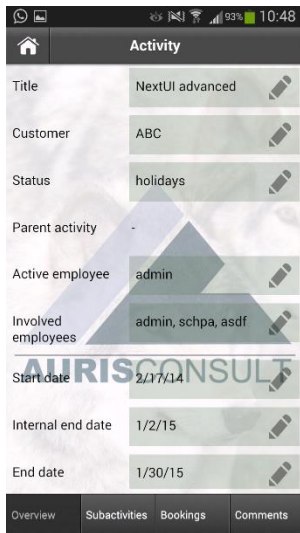 93% 10:48
Activity
Title NextUI advanced
Customer ABC
Status holidays
Parent activity -
Active employee admin
Involved
employees admin, schpa, asdf
AURISCONSULT
Start date 2/17/14
Internal end date 1/2/15
End date 1/30/15
Overview Subactivities Bookings Comments